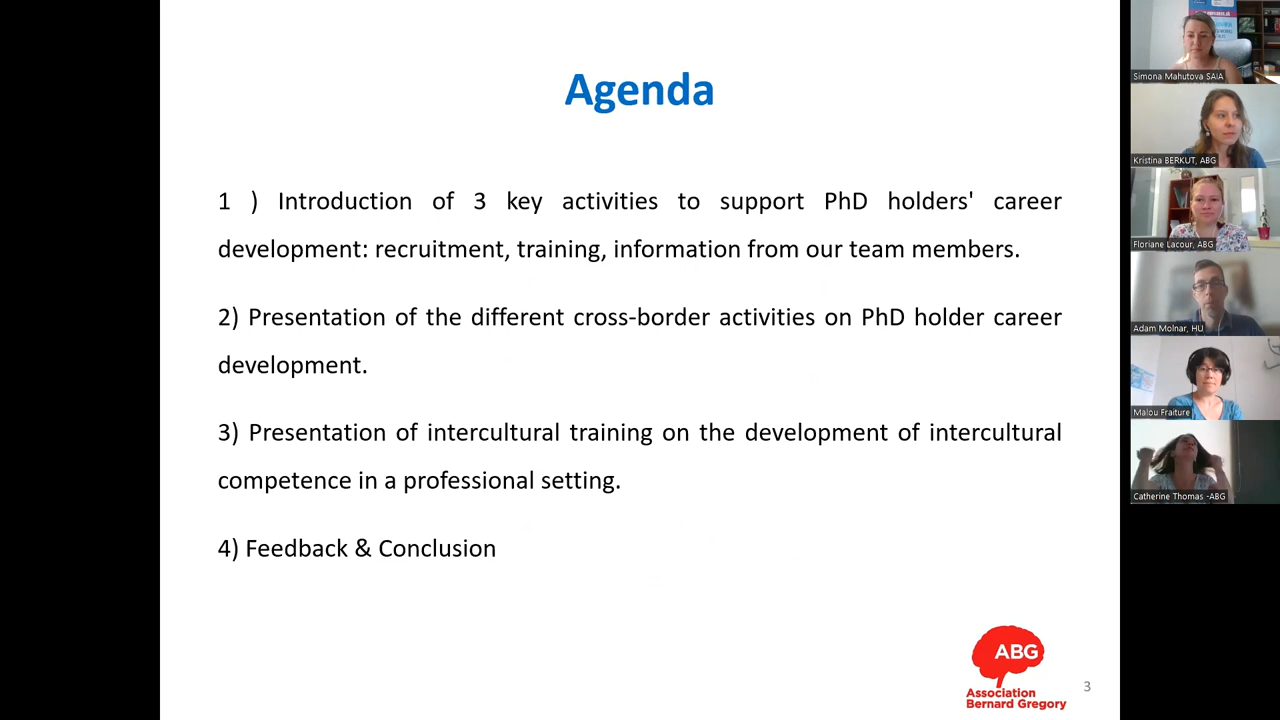 Agenda
1 ) Introduction of 3 key activities to support PhD holders' career
development: recruitment, training, information from our team members.
2) Presentation of the different cross-border activities on PhD holder career
development.
3) Presentation of intercultural training on the development of intercultural
competence in a professional setting.
4) Feedback & Conclusion
ABG
Association
Bernard Gregory
3
Simona Mahutova SAIA
Kristina BERKUT, ABG
Floriane Lacour, ABG
Adam Molnar, HU
Malou Fraiture
Catherine Thomas -ABG